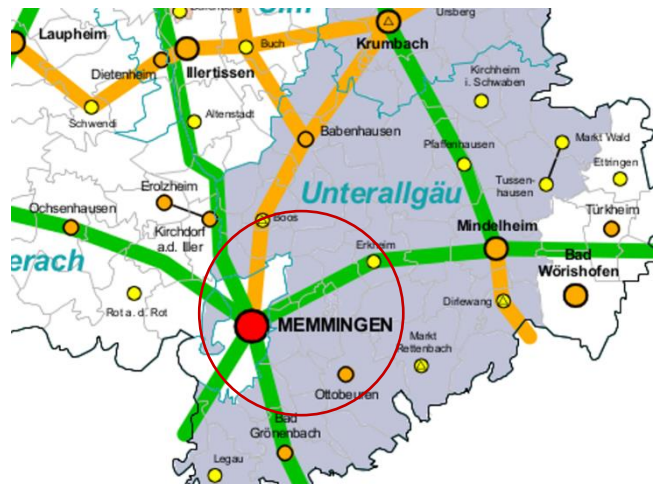 Ulm
Ursberg
Laupheim
Krumbach
Buch
Illertissen
Dietenheim
Kirchheim
i. Schwaben
Altenstadt
Schwendi
Babenhausen
Markt Wald
Pfaffenhausen
Ettringen
Unterallgäu
Tussen-
hausen
Erolzheim
Ochsenhausen
Kirchdorf
a.d. Iller
Boos
Türkheim
Mindelheim
Erkheim
Bad
Wörishofen
erach
Rot a. d. Rot
Dirlewang
MEMMINGEN
Markt
Rettenbach
Ottobeuren
Bad
Grönenbach
Legau